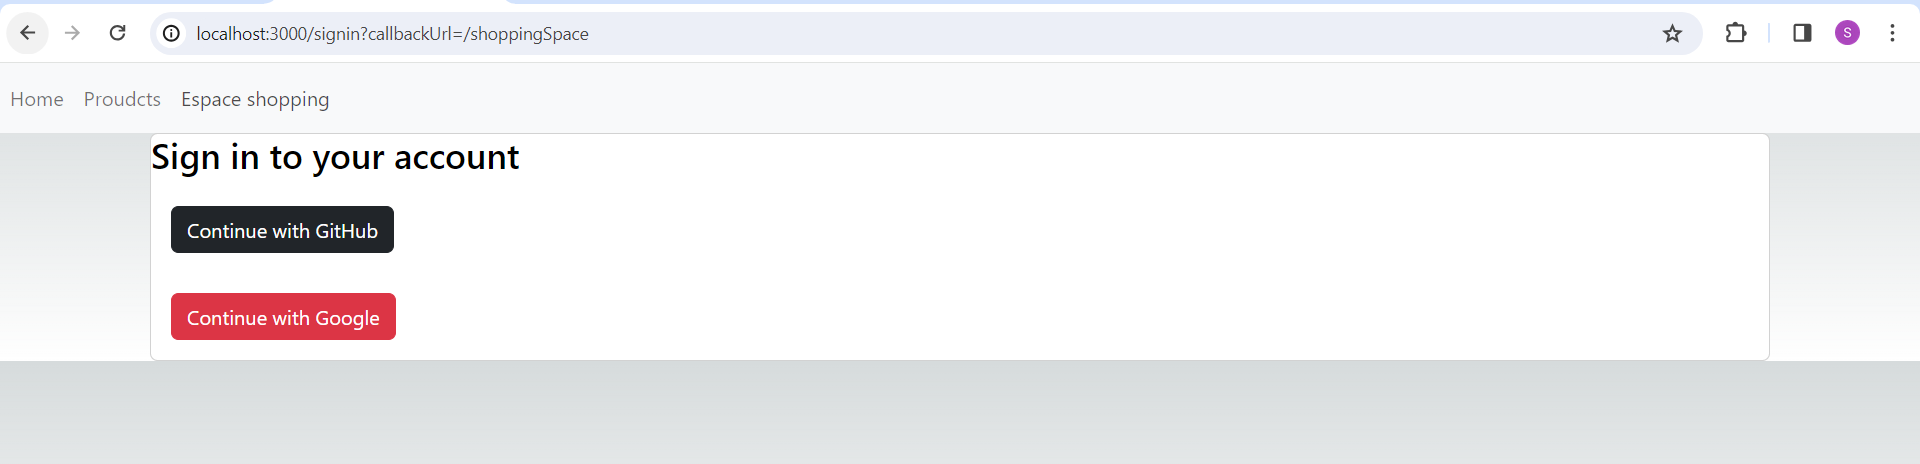 localhost:3000/signin?callbackUrl=/shoppingSpace
S
Home Proudcts Espace shopping
Sign in to your account
Continue with GitHub
Continue with Google